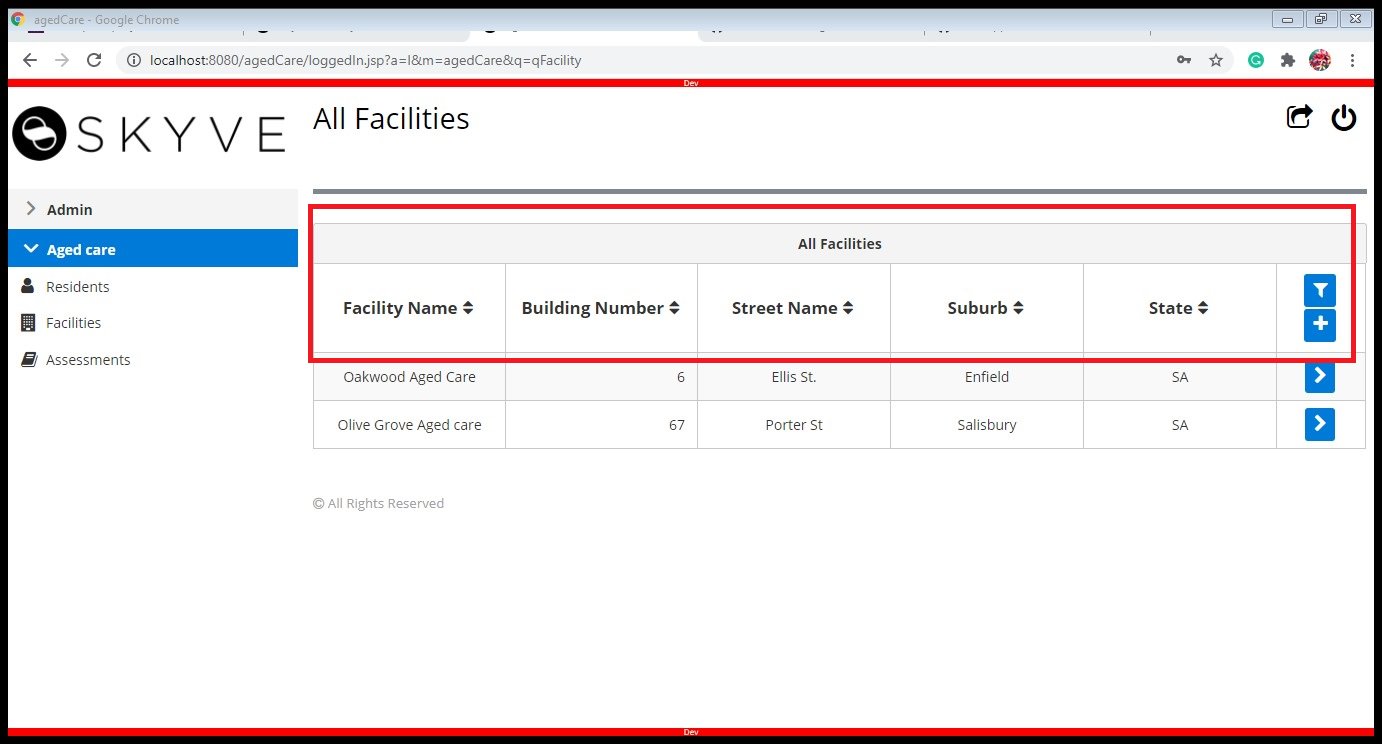 agedCare - Google Chrome
localhost:8080/agedCare/loggedIn.jsp?a=l&m=agedCare&q=qFacility
Dev
SKYVE
All Facilities
Admin
Aged care
Residents
Facilities
Assessments
All Facilities
Facility Name Building Number Street Name Suburb State
Oakwood Aged Care 6 Ellis St. Enfield SA
Olive Grove Aged care 67 Porter St Salisbury SA
© All Rights Reserved
Dev